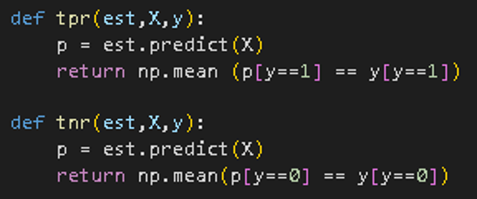 def tpr(est,X,y):
    p = est.predict(X)
    return np.mean (p[y==1] == y[y==1])
def tnr(est,X,y):
    p = est.predict(X)
    return np.mean(p[y==0] == y[y==0])